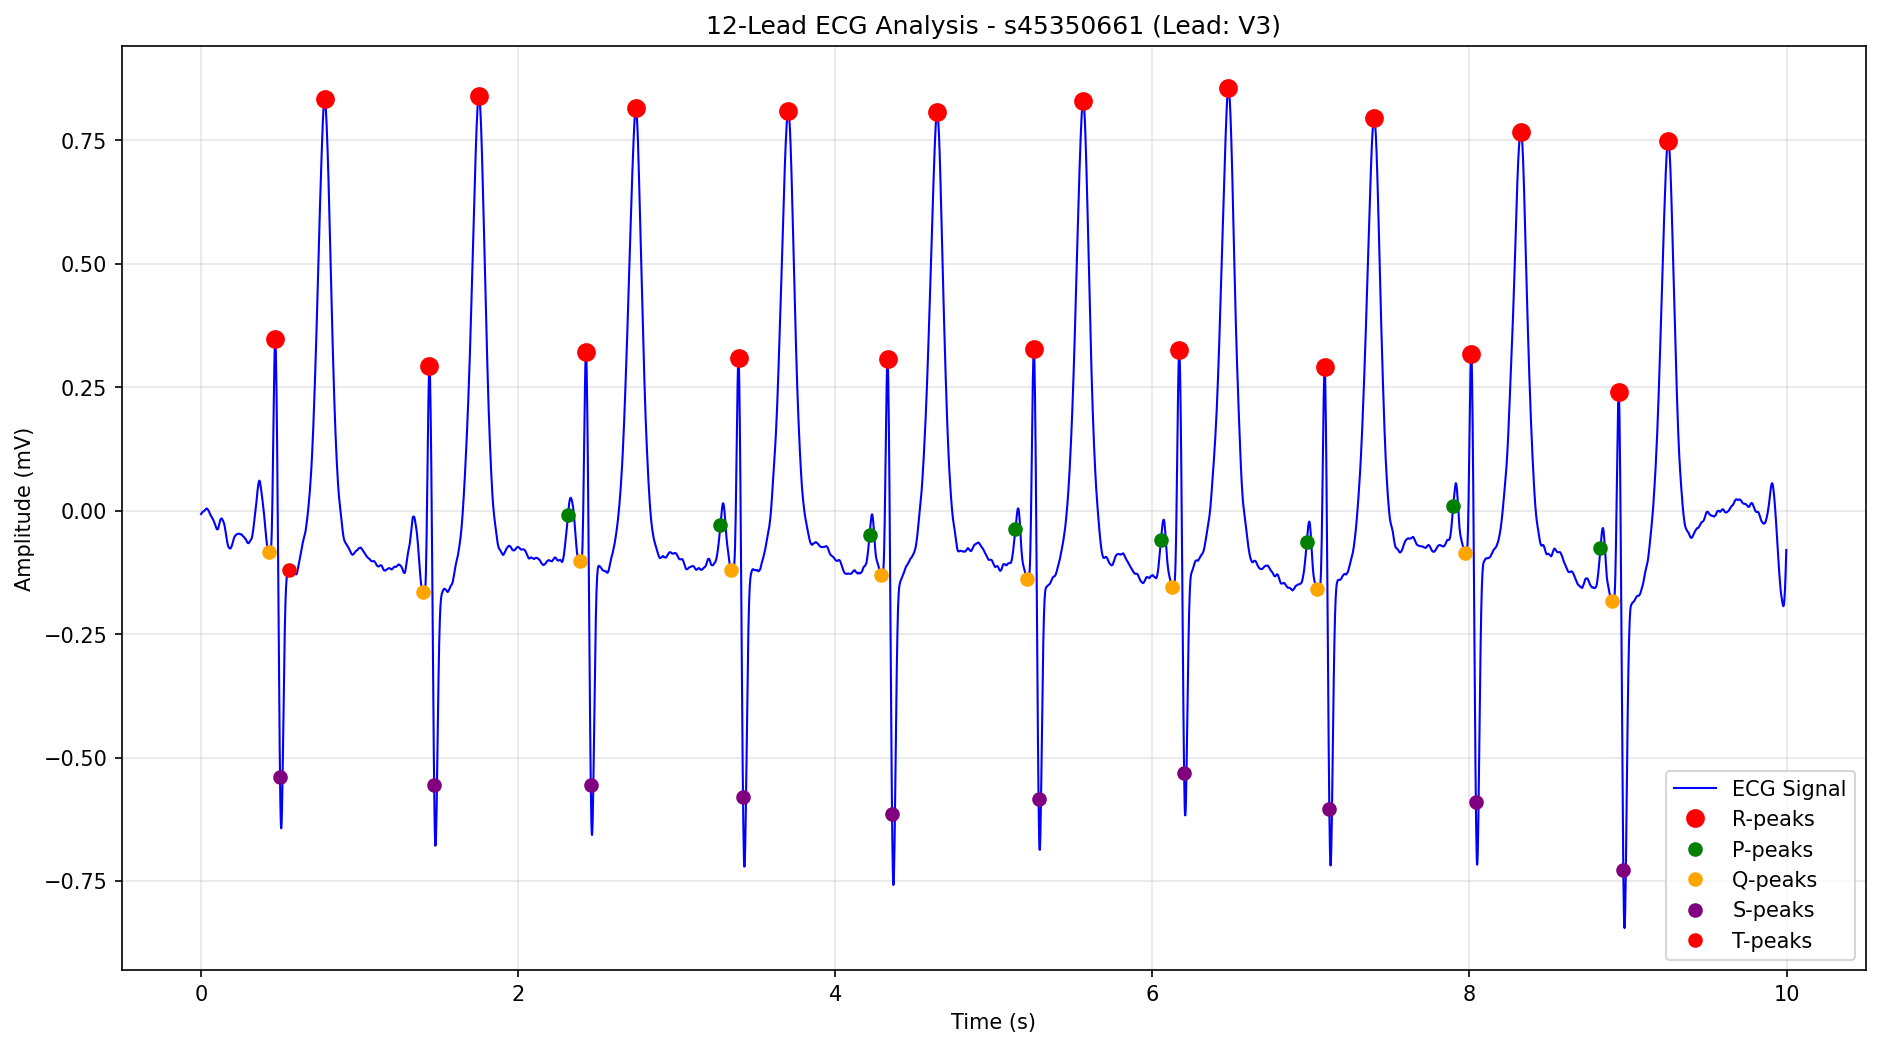 12-Lead ECG Analysis - s45350661 (Lead: V3)
Amplitude (mV)
0.75
0.50
0.25
0.00
−0.25
−0.50
−0.75
0 2 4 6 8 10
Time (s)
ECG Signal
R-peaks
P-peaks
Q-peaks
S-peaks
T-peaks